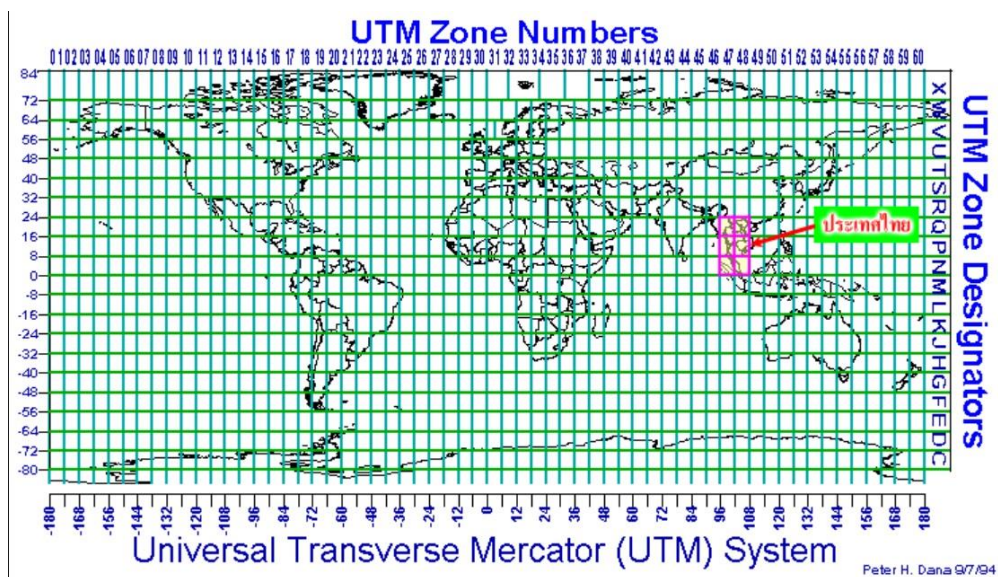 UTM Zone Numbers
01 02 03 04 05 06 07 08 09 10 11 12 13 14 15 16 17 18 19 20 21 22 23 24 25 26 27 28 29 30 31 32 33 34 35 36 37 38 39 40 41 42 43 44 45 46 47 48 49 50 51 52 53 54 55 56 57 58 59 60
84
72
64
56
48
40
32
24
16
8
0
-8
-16
-24
-32
-40
-48
-56
-64
-72
-80
X
W
V
U
T
S
R
Q
P
N
M
L
K
J
H
G
F
E
D
C
UTM Zone Designators
ประเทศไทย
-180 -168 -156 -144 -132 -120 -108 -96 -84 -72 -60 -48 -36 -24 -12 0 12 24 36 48 60 72 84 96 108 120 132 144 156 168 180
Universal Transverse Mercator (UTM) System
Peter H. Dana 9/7/94